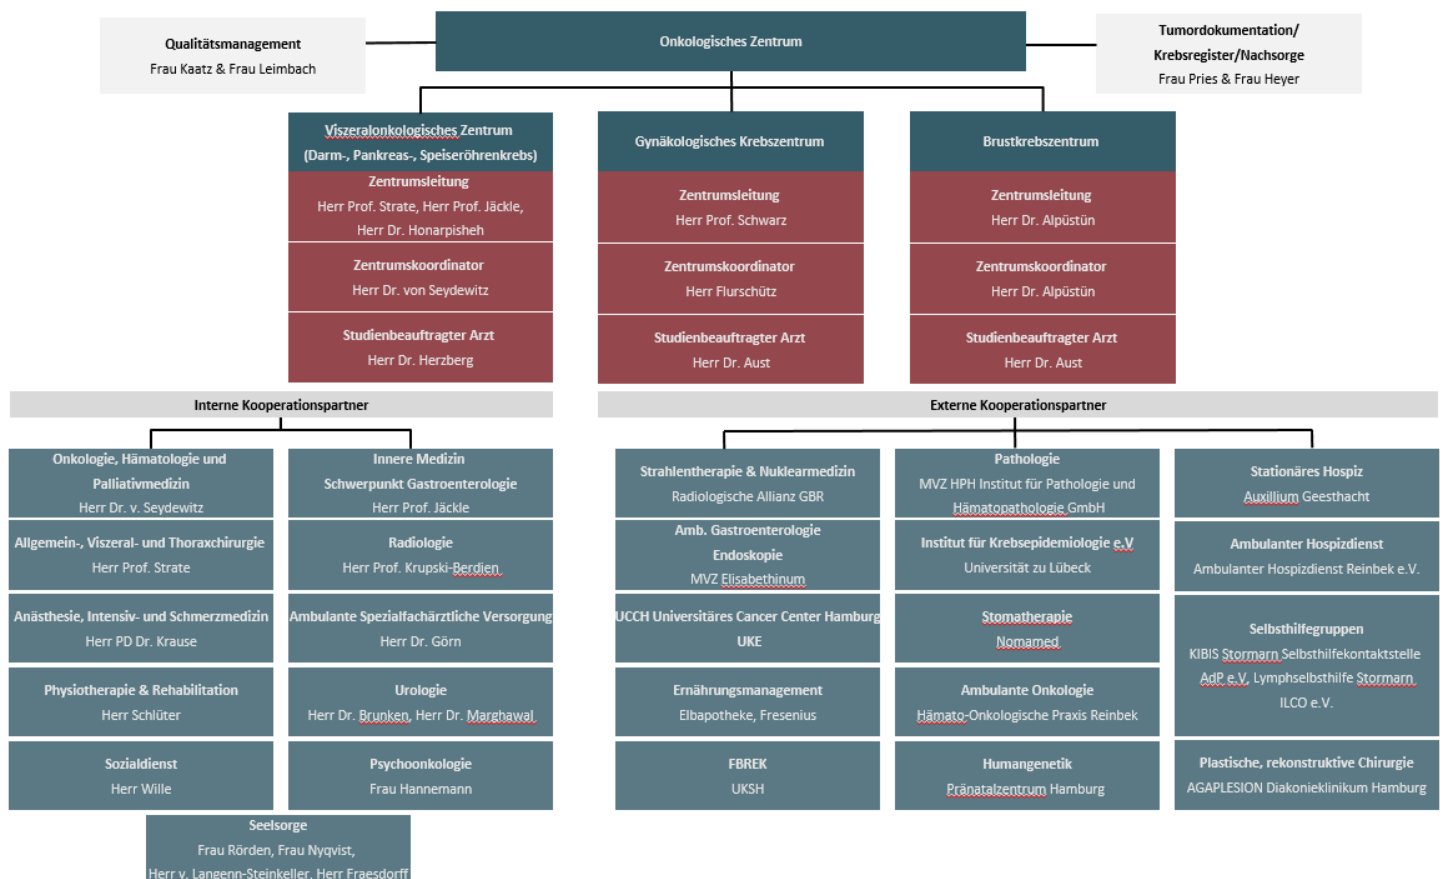 Qualitätsmanagement
Frau Kaatz & Frau Leimbach
Onkologisches Zentrum
Tumordokumentation/
Krebsregister/Nachsorge
Frau Pries & Frau Heyer
Viszeralonkologisches Zentrum
(Darm-, Pankreas-, Speiseröhrenkrebs)
Zentrumsleitung
Herr Prof. Strate, Herr Prof. Jäckle,
Herr Dr. Honarpisheh
Zentrumskoordinator
Herr Dr. von Seydewitz
Studienbeauftragter Arzt
Herr Dr. Herzberg
Gynäkologisches Krebszentrum
Zentrumsleitung
Herr Prof. Schwarz
Zentrumskoordinator
Herr Flurschütz
Studienbeauftragter Arzt
Herr Dr. Aust
Brustkrebszentrum
Zentrumsleitung
Herr Dr. Alpüstün
Zentrumskoordinator
Herr Dr. Alpüstün
Studienbeauftragter Arzt
Herr Dr. Aust
Interne Kooperationspartner
Onkologie, Hämatologie und
Palliativmedizin
Herr Dr. v. Seydewitz
Allgemein-, Viszeral- und Thoraxchirurgie
Herr Prof. Strate
Anästhesie, Intensiv- und Schmerzmedizin
Herr PD Dr. Krause
Physiotherapie & Rehabilitation
Herr Schlüter
Sozialdienst
Herr Wille
Innere Medizin
Schwerpunkt Gastroenterologie
Herr Prof. Jäckle
Radiologie
Herr Prof. Krupski-Berdien
Ambulante Spezialfachärztliche Versorgung
Herr Dr. Görn
Urologie
Herr Dr. Brunken, Herr Dr. Marghawal
Psychoonkologie
Frau Hannemann
Seelsorge
Frau Rörden, Frau Nyqvist,
Herr v. Langenn-Steinkeller, Herr Fraesdorff
Externe Kooperationspartner
Strahlentherapie & Nuklearmedizin
Radiologische Allianz GBR
Amb. Gastroenterologie
Endoskopie
MVZ Elisabethinum
UCCH Universitäres Cancer Center Hamburg
UKE
Ernährungsmanagement
Elbapotheke, Fresenius
FBREK
UKSH
Pathologie
MVZ HPH Institut für Pathologie und
Hämatopathologie GmbH
Institut für Krebsepidemiologie e.V
Universität zu Lübeck
Stomatherapie
Nomamed
Ambulante Onkologie
Hämato-Onkologische Praxis Reinbek
Humangenetik
Pränatalzentrum Hamburg
Stationäres Hospiz
Auxillium Geesthacht
Ambulanter Hospizdienst
Ambulanter Hospizdienst Reinbek e.V.
Selbsthilfegruppen
KIBIS Stormarn Selbsthilfekontaktstelle
AdP e.V, Lymphselbsthilfe Stormarn
ILCO e.V.
Plastische, rekonstruktive Chirurgie
AGAPLESION Diakonieklinikum Hamburg